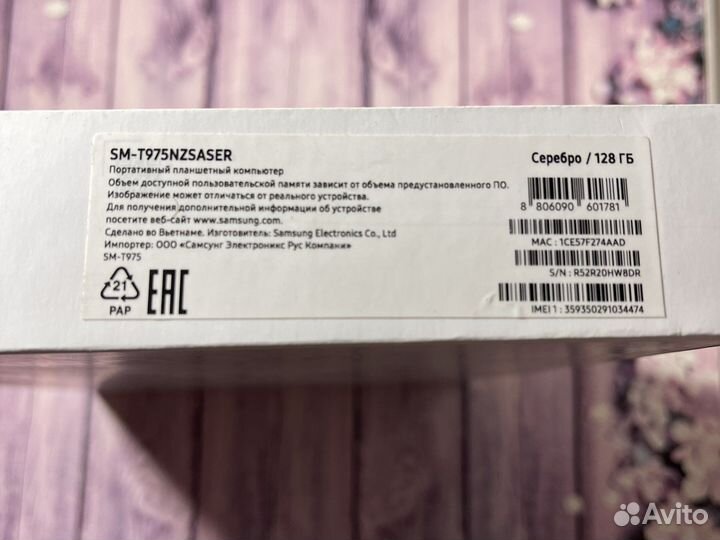 SM-T975NZSASER
Портативный планшетный компьютер
Объем доступной пользовательской памяти зависит от объема предустановленного ПО.
Изображение может отличаться от реального устройства.
Для получения дополнительной информации об устройстве
посетите веб-сайт www.samsung.com.
Сделано во Вьетнаме. Изготовитель: Samsung Electronics Co., Ltd
Импортер: ООО «Самсунг Электроникс Рус Компани»
SM-T975
21
PAP
EAC
Серебро / 128 ГБ
8 806090 601781
MAC : 1CE57F274AAD
S/N : R52R20HW8DR
IMEI 1 : 359350291034474
Avito